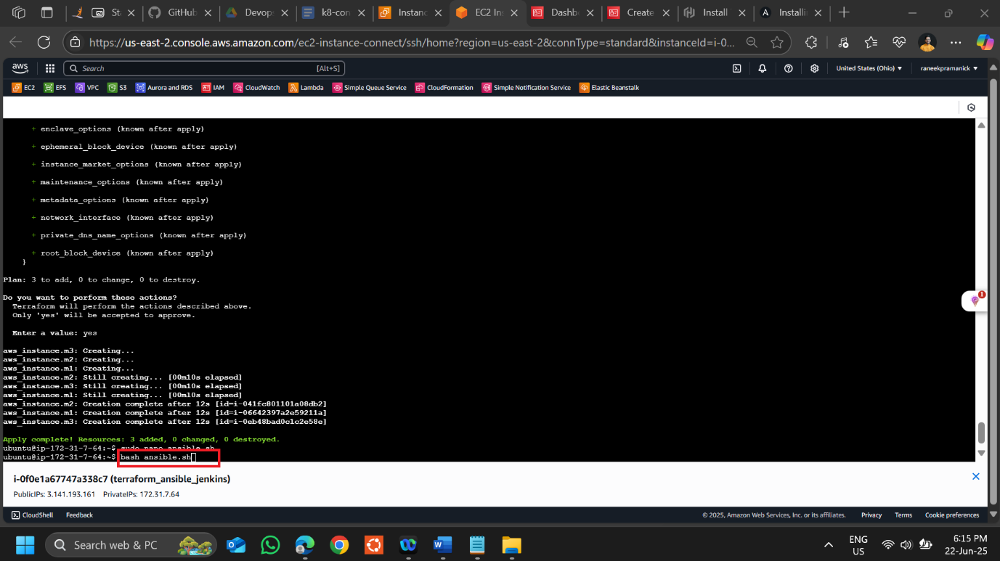 St
GitHub
Devops
k8-con
Instanc
EC2 Ins
Dashb
Create
Install
Installi
https://us-east-2.console.aws.amazon.com/ec2-instance-connect/ssh/home?region=us-east-2&connType=standard&instanceId=i-0...
aws
Search [Alt+S]
United States (Ohio)
raneekpramanick
EC2
EFS
VPC
S3
Aurora and RDS
IAM
CloudWatch
Lambda
Simple Queue Service
CloudFormation
Simple Notification Service
Elastic Beanstalk
+ enclave_options (known after apply)
+ ephemeral_block_device (known after apply)
+ instance_market_options (known after apply)
+ maintenance_options (known after apply)
+ metadata_options (known after apply)
+ network_interface (known after apply)
+ private_dns_name_options (known after apply)
+ root_block_device (known after apply)
}
Plan: 3 to add, 0 to change, 0 to destroy.
Do you want to perform these actions?
Terraform will perform the actions described above.
Only 'yes' will be accepted to approve.
Enter a value: yes
aws_instance.m3: Creating...
aws_instance.m2: Creating...
aws_instance.m1: Creating...
aws_instance.m2: Still creating... [00m10s elapsed]
aws_instance.m3: Still creating... [00m10s elapsed]
aws_instance.m1: Still creating... [00m10s elapsed]
aws_instance.m2: Creation complete after 12s [id=i-041fc801101a08db2]
aws_instance.m1: Creation complete after 12s [id=i-06642397a2e59211a]
aws_instance.m3: Creation complete after 12s [id=i-0eb48bad0c1c2e58e]
Apply complete! Resources: 3 added, 0 changed, 0 destroyed.
ubuntu@ip-172-31-7-64:~$ sudo nano ansible.sh
ubuntu@ip-172-31-7-64:~$ bash ansible.sh
1
i-0f0e1a67747a338c7 (terraform_ansible_jenkins)
PublicIPs: 3.141.193.161 PrivateIPs: 172.31.7.64
CloudShell
Feedback
© 2025, Amazon Web Services, Inc. or its affiliates.
Privacy
Terms
Cookie preferences
Search web & PC
ENG
US
6:15 PM
22-Jun-25